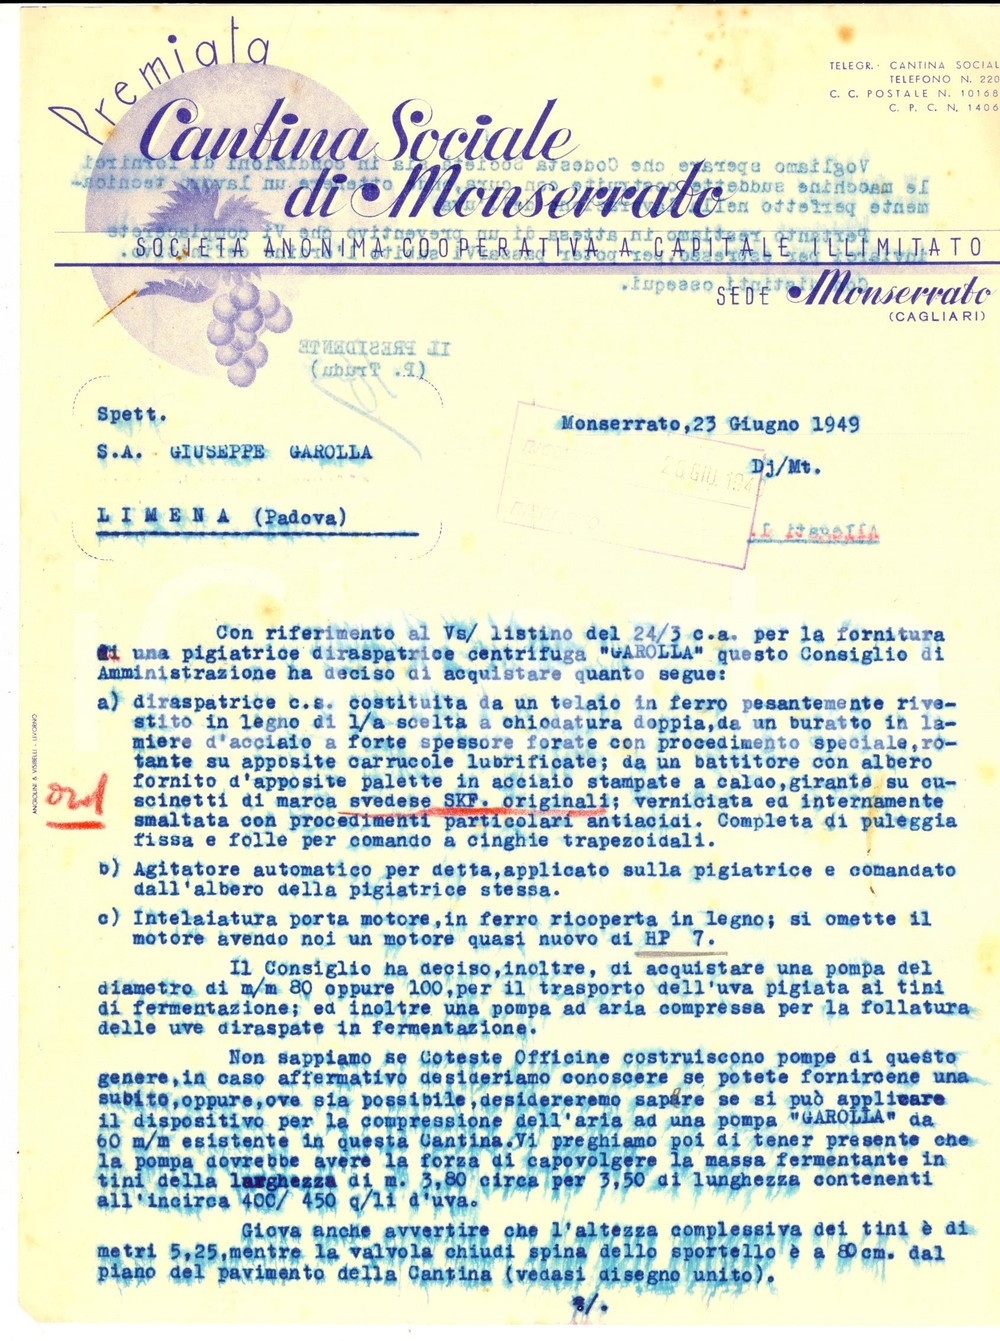 Premiata
Cantina Sociale
di Monserrato
SOCIETÀ ANONIMA COOPERATIVA A CAPITALE ILLIMITATO
SEDE Monserrato
(CAGLIARI)
TELEGR.: CANTINA SOCIAL
TELEFONO N. 220
C. C. POSTALE N. 10168
C. P. C. N. 1406
IL PRESIDENTE
(P. Trudu)
Spett.
S.A. GIUSEPPE GAROLLA
LIMENA (Padova)
Monserrato,23 Giugno 1949
Dj/Mt.
26 GIU. 1949
Allegati 1.
Con riferimento al Vs/ listino del 24/3 c.a. per la fornitura
di una pigiatrice diraspatrice centrifuga "GAROLLA" questo Consiglio di
Amministrazione ha deciso di acquistare quanto segue:
a) diraspatrice c.s. costituita da un telaio in ferro pesantemente rive-
stito in legno di 1/a scelta a chiodatura doppia,da un buratto in la-
miere d'acciaio a forte spessore forate con procedimento speciale,ro-
tante su apposite carrucole lubrificate; da un battitore con albero
fornito d'apposite palette in acciaio stampate a caldo,girante su cu-
scinetti di marca svedese SKF. originali; verniciata ed internamente
smaltata con procedimenti particolari antiacidi. Completa di puleggia
fissa e folle per comando a cinghie trapezoidali.
ord
b) Agitatore automatico per detta,applicato sulla pigiatrice e comandato
dall'albero della pigiatrice stessa.
c) Intelaiatura porta motore,in ferro ricoperta in legno; si omette il
motore avendo noi un motore quasi nuovo di HP 7.
Il Consiglio ha deciso,inoltre, di acquistare una pompa del
diametro di m/m 80 oppure 100,per il trasporto dell'uva pigiata ai tini
di fermentazione; ed inoltre una pompa ad aria compressa per la follatura
delle uve diraspate in fermentazione.
Non sappiamo se Coteste Officine costruiscono pompe di questo
genere,in caso affermativo desideriamo conoscere se potete fornircene una
subito,oppure,ove sia possibile,desidereremo sapere se si può applicare
il dispositivo per la compressione dell'aria ad una pompa "GAROLLA" da
60 m/m esistente in questa Cantina.Vi preghiamo poi di tener presente che
la pompa dovrebbe avere la forza di capovolgere la massa fermentante in
tini della larghezza di m. 3,80 circa per 3,50 di lunghezza contenenti
all'incirca 400/ 450 q/li d'uva.
Giova anche avvertire che l'altezza complessiva dei tini è di
metri 5,25,mentre la valvola chiudi spina dello sportello è a 80 cm. dal
piano del pavimento della Cantina (vedasi disegno unito).